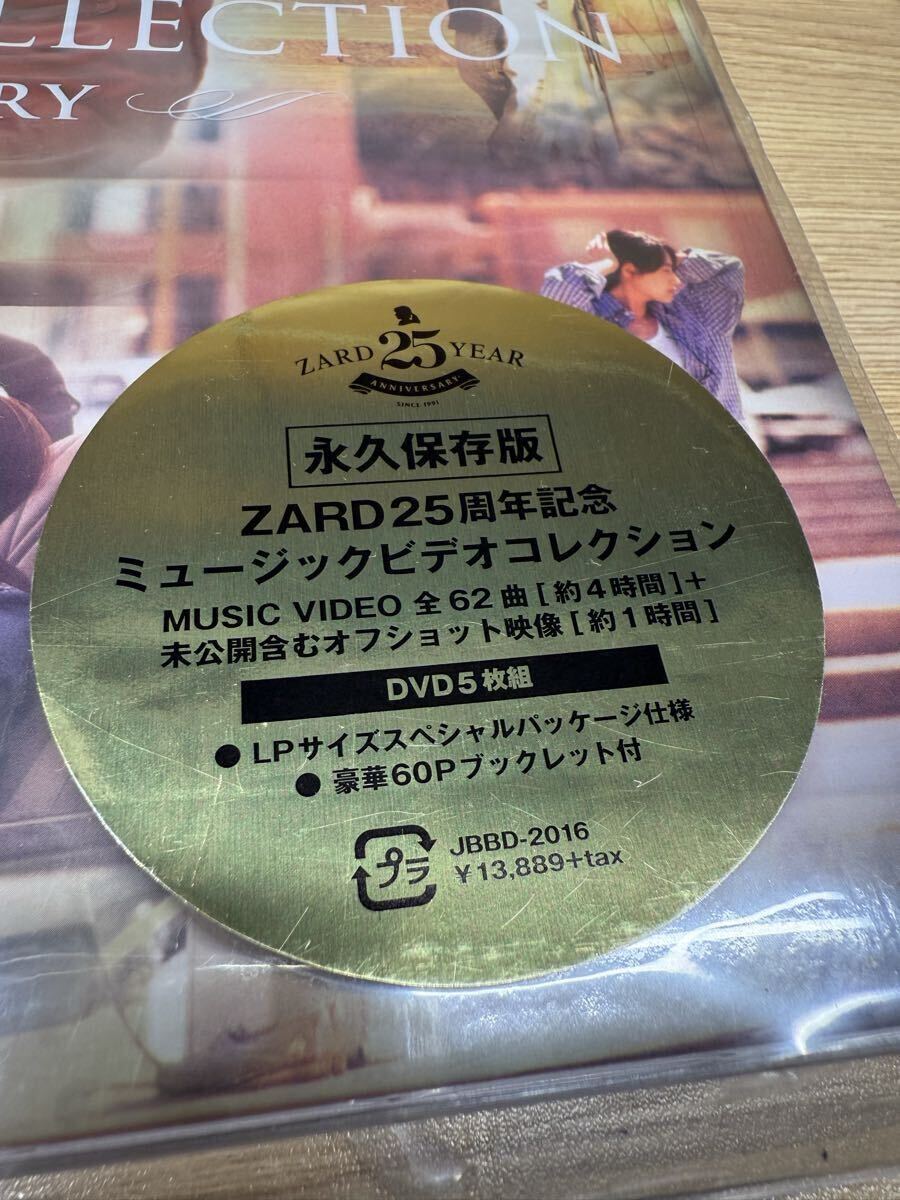 LLECTION
RY
ZARD 25 YEAR
ANNIVERSARY
SINCE 1991
永久保存版
ZARD25周年記念
ミュージックビデオコレクション
MUSIC VIDEO 全62曲[約4時間]+
未公開含むオフショット映像[約1時間]
DVD5枚組
●LPサイズスペシャルパッケージ仕様
●豪華60Pブックレット付
プラ
JBBD-2016
¥13,889+tax